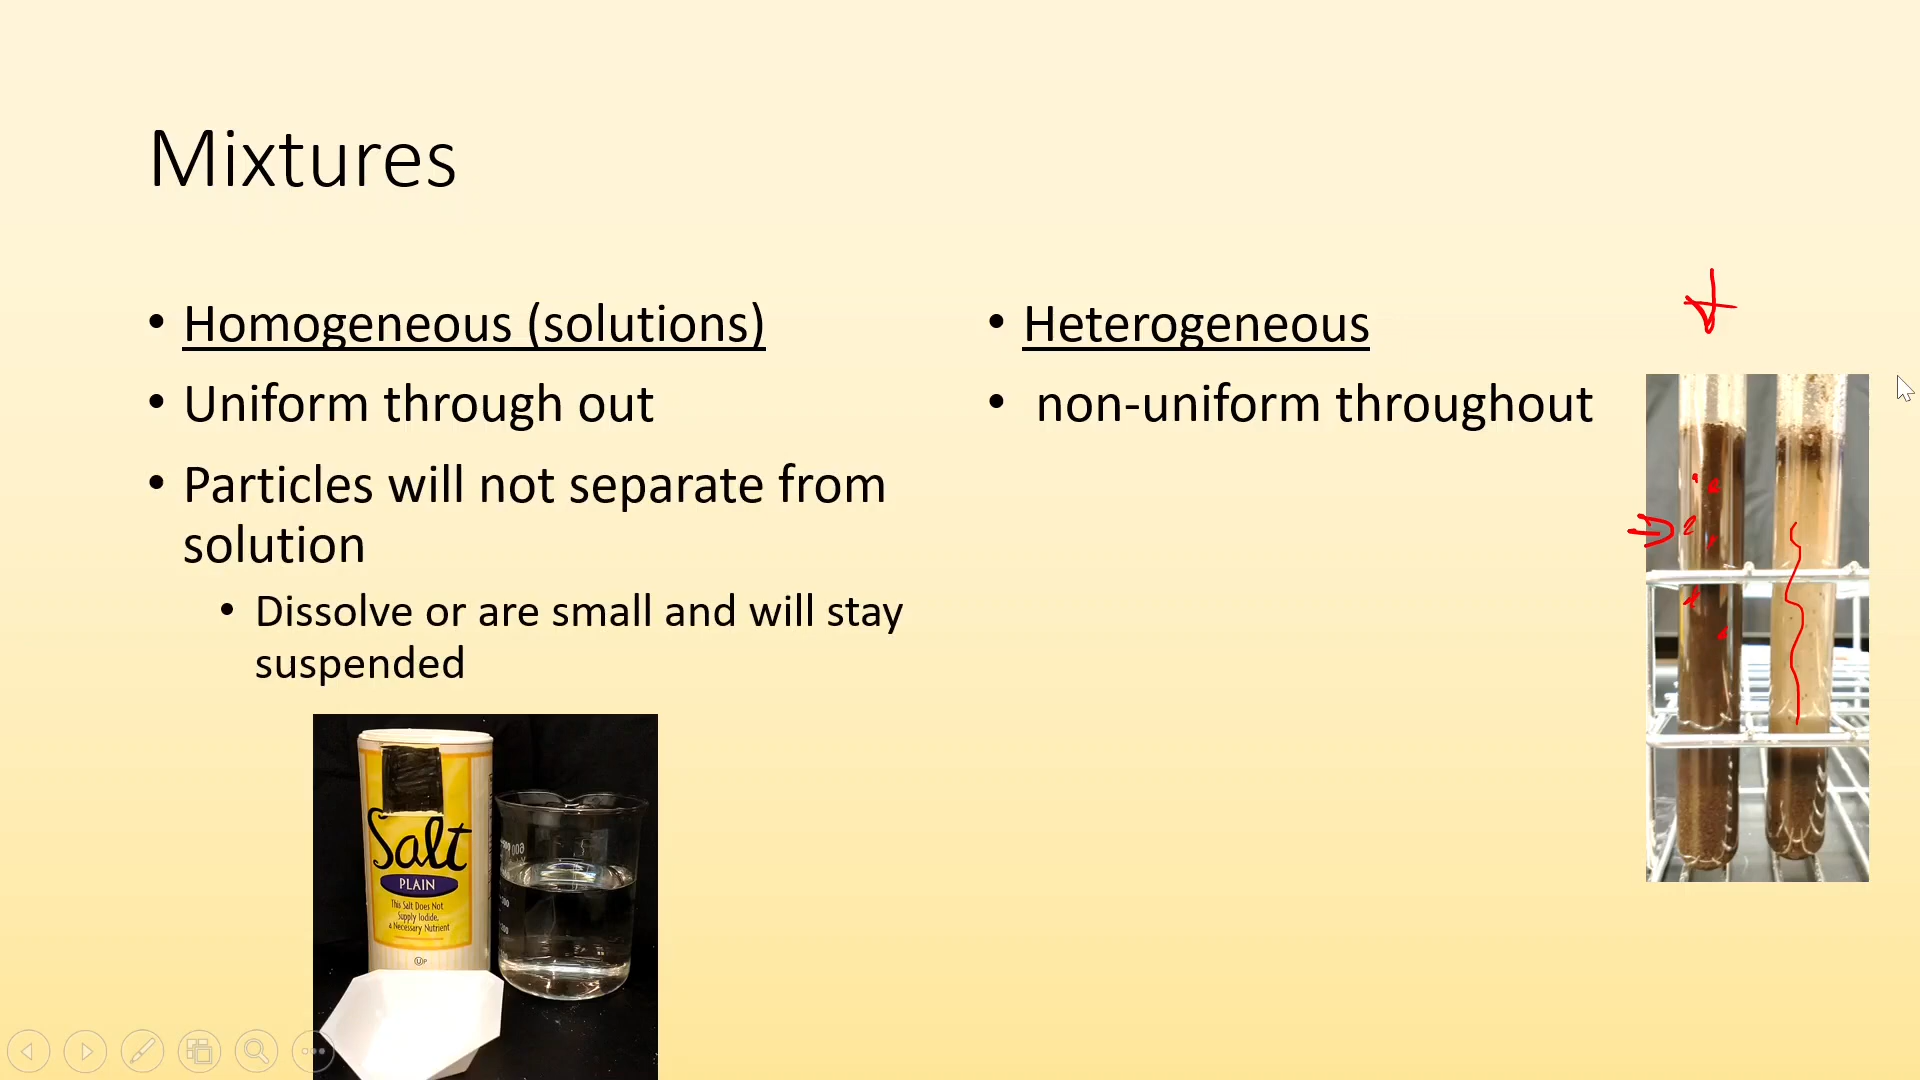 Mixtures
• Homogeneous (solutions)
• Uniform through out
• Particles will not separate from
solution
• Dissolve or are small and will stay
suspended
Salt
PLAIN
This Salt Does Not
Supply Iodide,
a Necessary Nutrient
• Heterogeneous
• non-uniform throughout